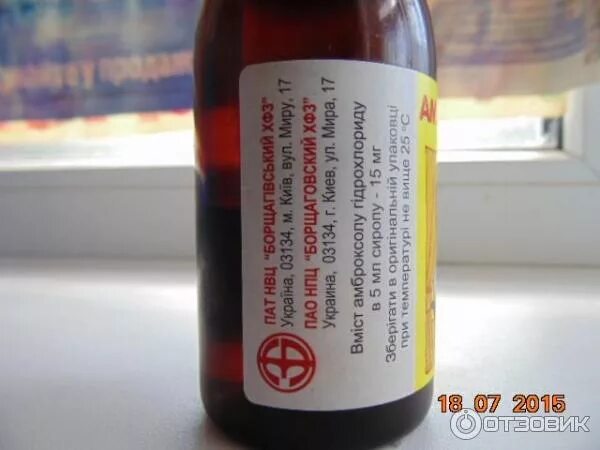 ПАТ НВЦ "БОРЩАГІВСЬКИЙ ХФЗ"
Україна, 03134, м. Київ, вул. Миру, 17
ПАО НПЦ "БОРЩАГОВСКИЙ ХФЗ"
Украина, 03134, г. Киев, ул. Мира, 17
Вміст амброксолу гідрохлориду
в 5 мл сиропу - 15 мг
Зберігати в оригінальній упаковці
при температурі не вище 25 °C
18 07 2015
ОТЗОВИК